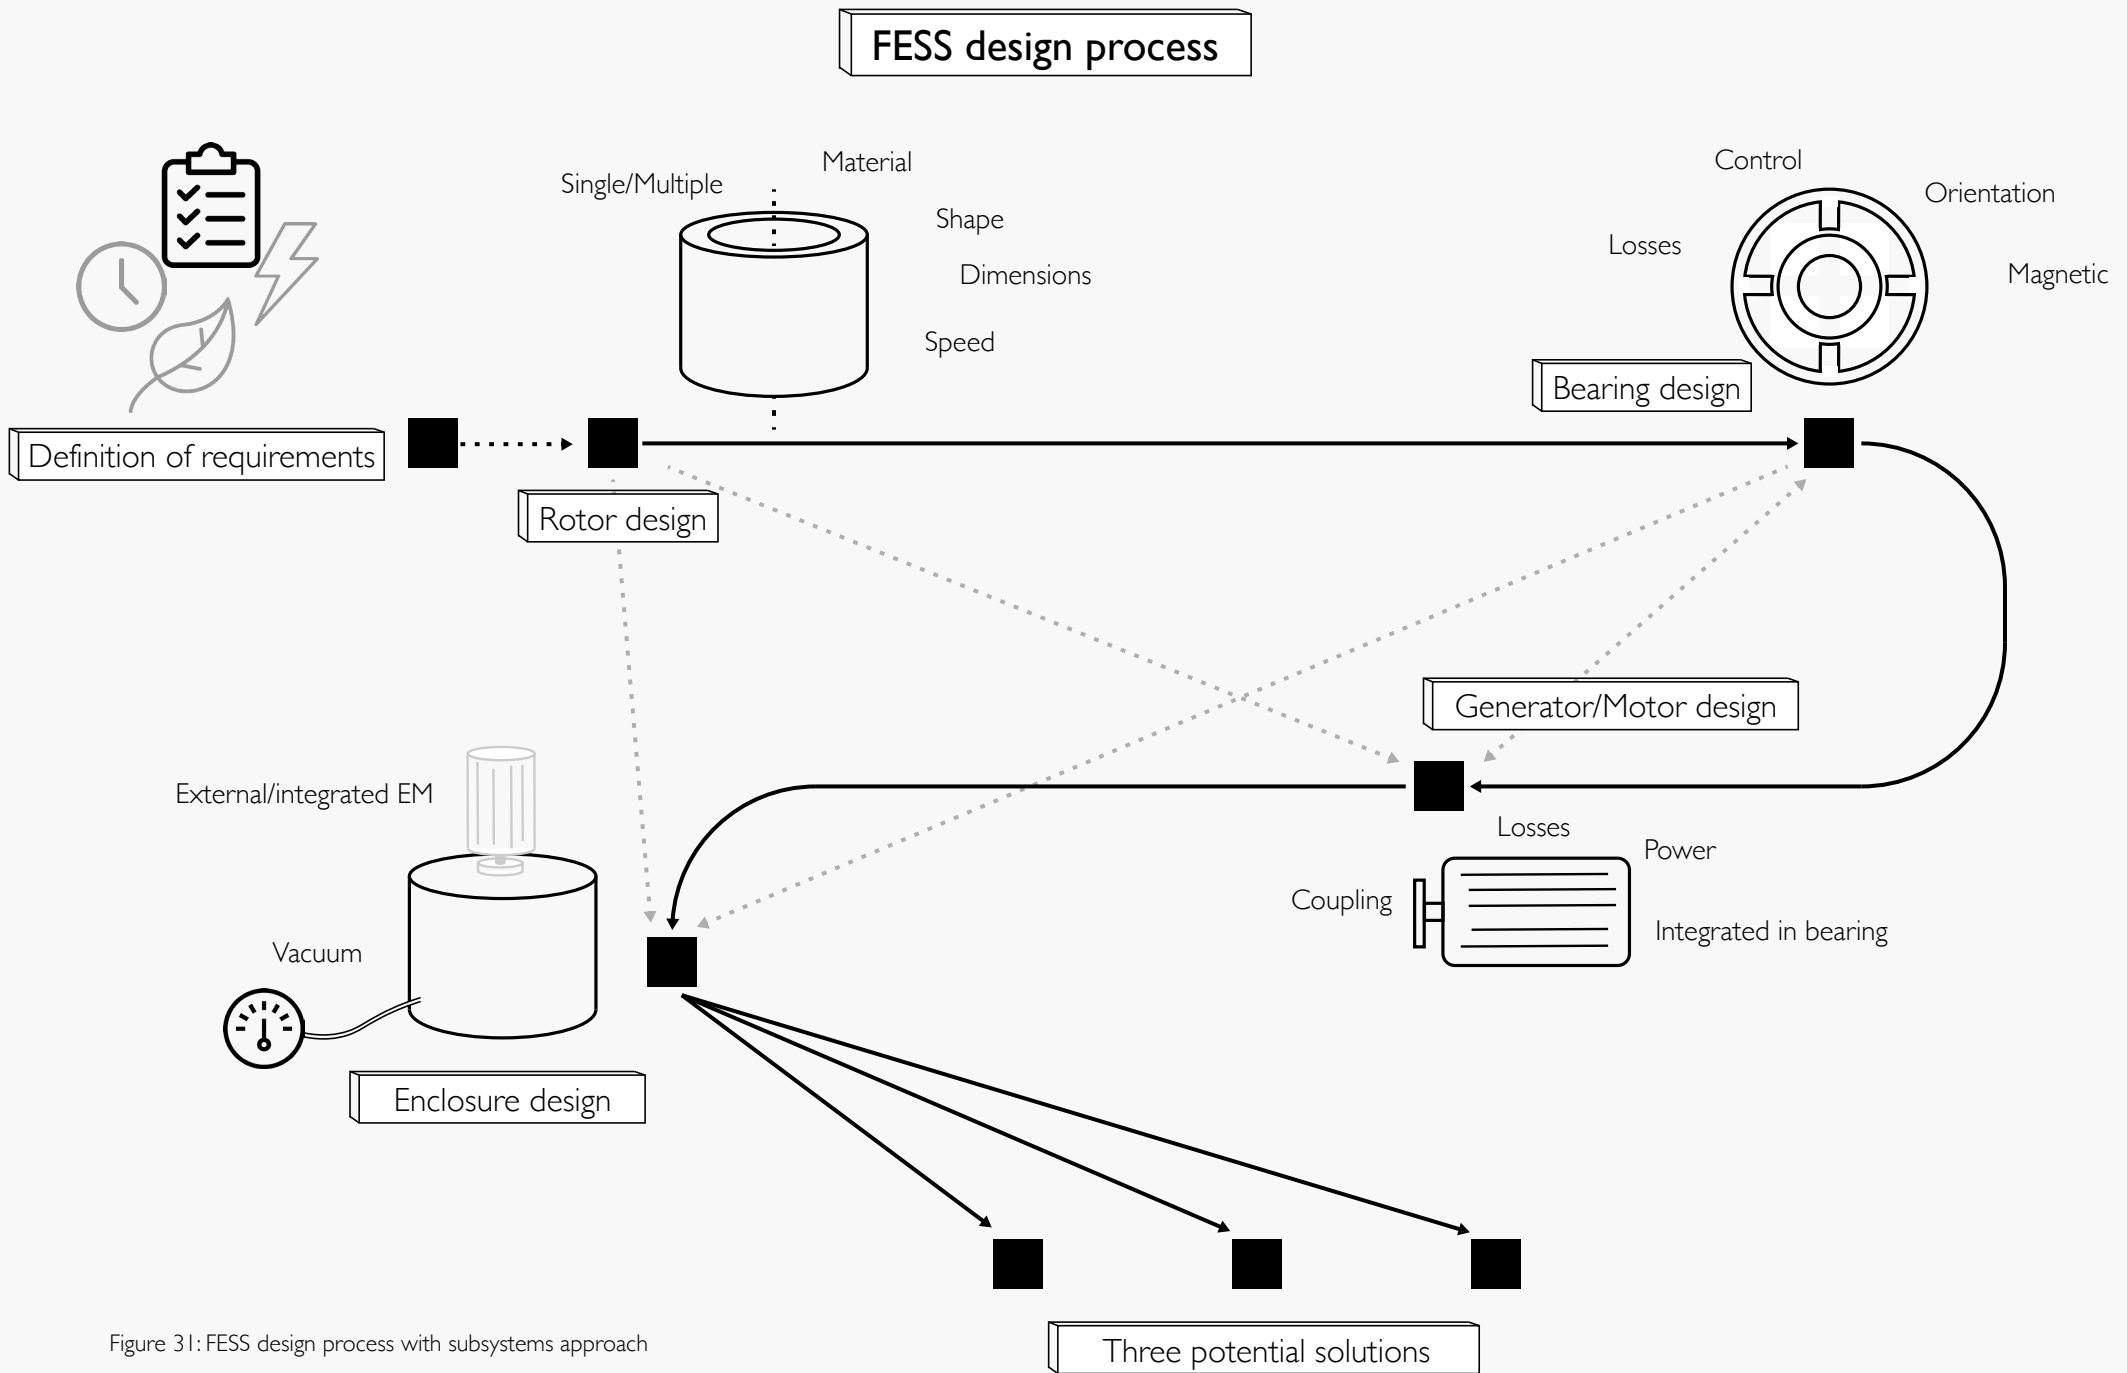 FESS design process
Material
Single/Multiple
Shape
Dimensions
Speed
Control
Orientation
Losses
Magnetic
Bearing design
Definition of requirements
Rotor design
Generator/Motor design
External/integrated EM
Losses
Power
Coupling
Integrated in bearing
Vacuum
Enclosure design
Three potential solutions
Figure 31: FESS design process with subsystems approach